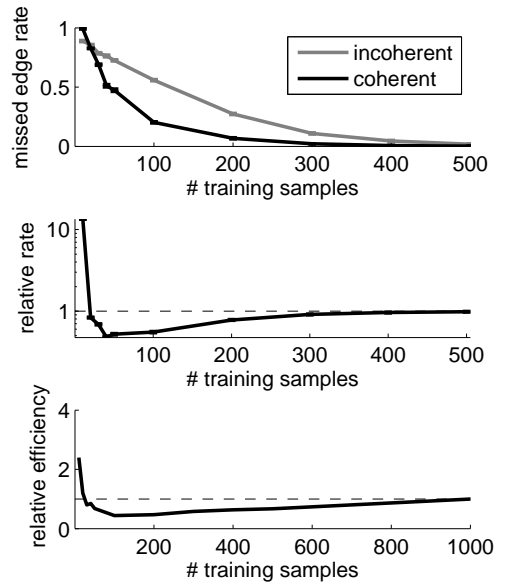 missed edge rate
1
0.5
0
incoherent
coherent
100 200 300 400 500
# training samples
relative rate
10
1
100 200 300 400 500
# training samples
relative efficiency
4
2
0
200 400 600 800 1000
# training samples